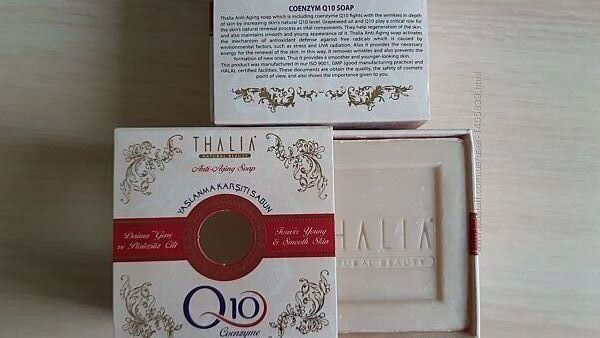 COENZYM Q10 SOAP
Thalia Anti-Aging soap which is including coenzyme Q10 fights with the wrinkles in depth
of skin by increasing skin's natural Q10 level. Grapeseed oil and Q10 play a critical role for
the skin's natural renewal process as vital components. They help regeneration of the skin,
and also maintains smooth and young appearance of it. Thalia Anti-Aging soap activates
the mechanism of antioxidant defense against free radicals which is caused by
environmental factors, such as stress and UVA radiation. Also it provides the necessary
energy for the renewal of the skin. In this way, it removes wrinkles and also prevents the
formation of new ones. Thus it provides a smoother and younger-looking skin.
This product was manufactured in our ISO 9001, GMP (good manufacturing practice) and
HALAL certified facilities. These documents are obtain the quality, the safety of cosmetic
point of view, and also shows the importance given to you.
THALIA
NATURAL BEAUTY
Anti-Aging Soap
YAŞLANMA KARŞITI SABUN
Daima Genç
ve Pürüzsüz Cilt
Forever Young
& Smooth Skin
Q10
Coenzyme
THALIA
NATURAL BEAUTY